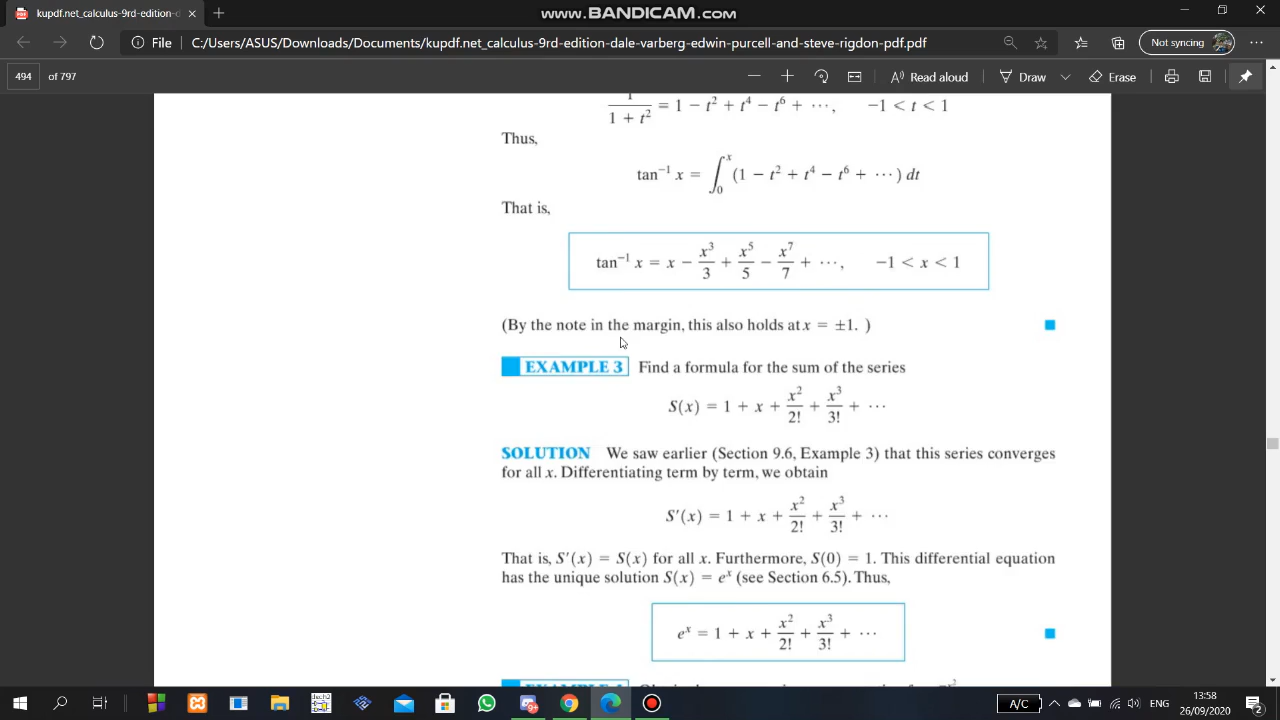 kupdf.net_calculus-3rd-edition-d
www.BANDICAM.com
File C:/Users/ASUS/Downloads/Documents/kupdf.net_calculus-9rd-edition-dale-varberg-edwin-purcell-and-steve-rigdon-pdf.pdf Not syncing
494 of 797 Read aloud Draw Erase
1/(1 + t²) = 1 − t² + t⁴ − t⁶ + ⋯, −1 < t < 1
Thus,
tan⁻¹ x = ∫₀ˣ (1 − t² + t⁴ − t⁶ + ⋯) dt
That is,
tan⁻¹ x = x − x³/3 + x⁵/5 − x⁷/7 + ⋯, −1 < x < 1
(By the note in the margin, this also holds at x = ±1. )
EXAMPLE 3 Find a formula for the sum of the series
S(x) = 1 + x + x²/2! + x³/3! + ⋯
SOLUTION We saw earlier (Section 9.6, Example 3) that this series converges
for all x. Differentiating term by term, we obtain
S′(x) = 1 + x + x²/2! + x³/3! + ⋯
That is, S′(x) = S(x) for all x. Furthermore, S(0) = 1. This differential equation
has the unique solution S(x) = eˣ (see Section 6.5). Thus,
eˣ = 1 + x + x²/2! + x³/3! + ⋯
A/C ENG 13:58
26/09/2020 2